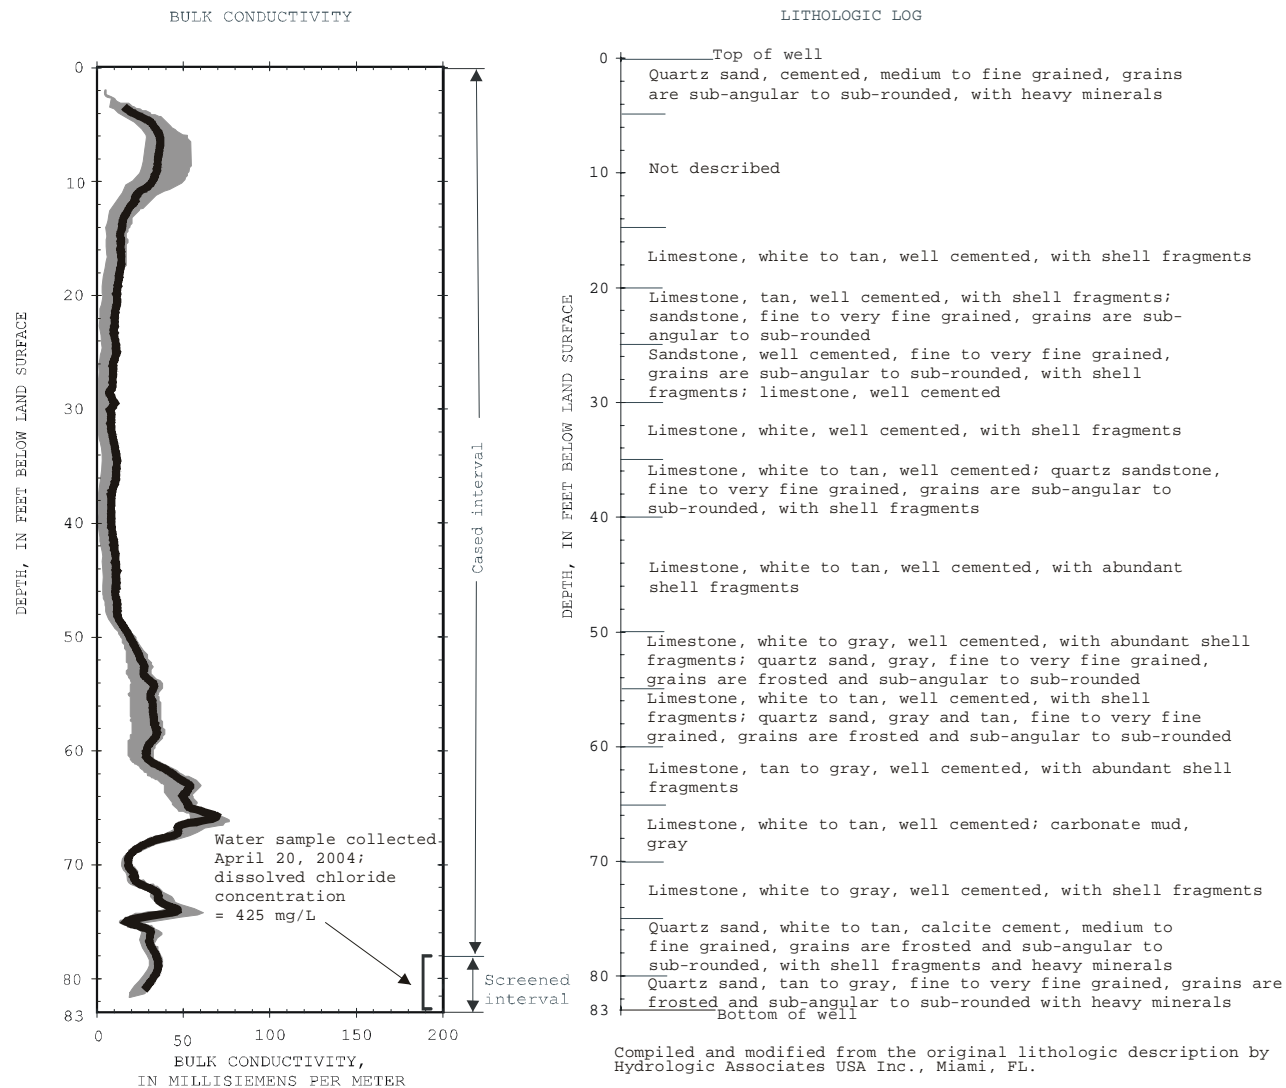 BULK CONDUCTIVITY
0
10
20
30
40
50
60
70
80
83
DEPTH, IN FEET BELOW LAND SURFACE
0
50
100
150
200
BULK CONDUCTIVITY,
IN MILLISIEMENS PER METER
Water sample collected
April 20, 2004;
dissolved chloride
concentration
= 425 mg/L
Cased interval
Screened
interval
LITHOLOGIC LOG
DEPTH, IN FEET BELOW LAND SURFACE
0
10
20
30
40
50
60
70
80
83
Top of well
Quartz sand, cemented, medium to fine grained, grains
are sub-angular to sub-rounded, with heavy minerals
Not described
Limestone, white to tan, well cemented, with shell fragments
Limestone, tan, well cemented, with shell fragments;
sandstone, fine to very fine grained, grains are sub-
angular to sub-rounded
Sandstone, well cemented, fine to very fine grained,
grains are sub-angular to sub-rounded, with shell
fragments; limestone, well cemented
Limestone, white, well cemented, with shell fragments
Limestone, white to tan, well cemented; quartz sandstone,
fine to very fine grained, grains are sub-angular to
sub-rounded, with shell fragments
Limestone, white to tan, well cemented, with abundant
shell fragments
Limestone, white to gray, well cemented, with abundant shell
fragments; quartz sand, gray, fine to very fine grained,
grains are frosted and sub-angular to sub-rounded
Limestone, white to tan, well cemented, with shell
fragments; quartz sand, gray and tan, fine to very fine
grained, grains are frosted and sub-angular to sub-rounded
Limestone, tan to gray, well cemented, with abundant shell
fragments
Limestone, white to tan, well cemented; carbonate mud,
gray
Limestone, white to gray, well cemented, with shell fragments
Quartz sand, white to tan, calcite cement, medium to
fine grained, grains are frosted and sub-angular to
sub-rounded, with shell fragments and heavy minerals
Quartz sand, tan to gray, fine to very fine grained, grains are
frosted and sub-angular to sub-rounded with heavy minerals
Bottom of well
Compiled and modified from the original lithologic description by
Hydrologic Associates USA Inc., Miami, FL.